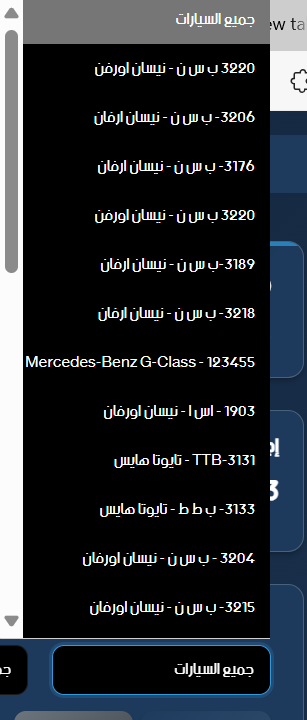 ew ta
جميع السيارات
3220 ب س ن - نيسان اورفن
3206- ب س ن - نيسان ارفان
3176- ب س ن - نيسان ارفان
3220 ب س ن - نيسان اورفن
3189-ب س ن - نيسان ارفان
3218- ب س ن - نيسان ارفان
Mercedes-Benz G-Class - 123455
1903 - اس ا - نيسان اورفان
TTB-3131 - تايوتا هايس
3133- ب ط ط - تايوتا هايس
3204 - ب س ن - نيسان اورفان
3215- ب س ن - نيسان اورفان
جميع السيارات